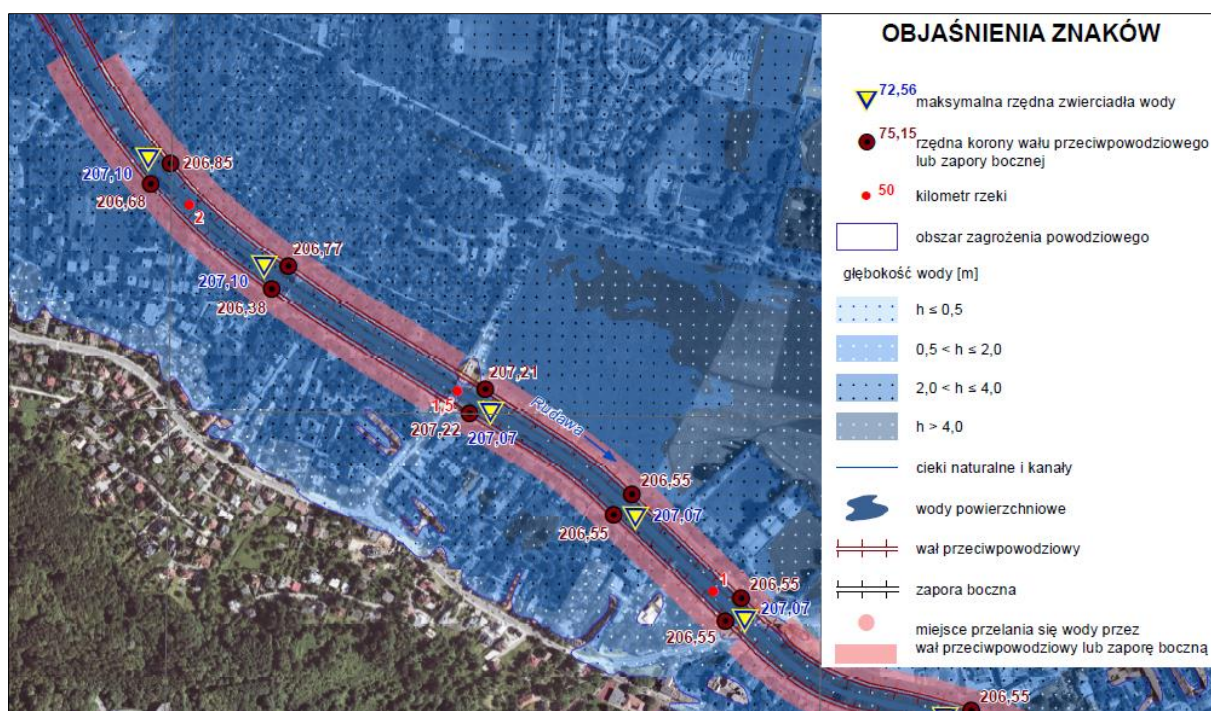 OBJAŚNIENIA ZNAKÓW
72,56
maksymalna rzędna zwierciadła wody
75,15
rzędna korony wału przeciwpowodziowego
lub zapory bocznej
50
kilometr rzeki
obszar zagrożenia powodziowego
głębokość wody [m]
h ≤ 0,5
0,5 < h ≤ 2,0
2,0 < h ≤ 4,0
h > 4,0
cieki naturalne i kanały
wody powierzchniowe
wał przeciwpowodziowy
zapora boczna
miejsce przelania się wody przez
wał przeciwpowodziowy lub zaporę boczną
206,85
207,10
206,68
2
206,77
207,10
206,38
207,21
1,5
207,22
207,07
Rudawa
206,55
207,07
206,55
1
206,55
207,07
206,55
206,55